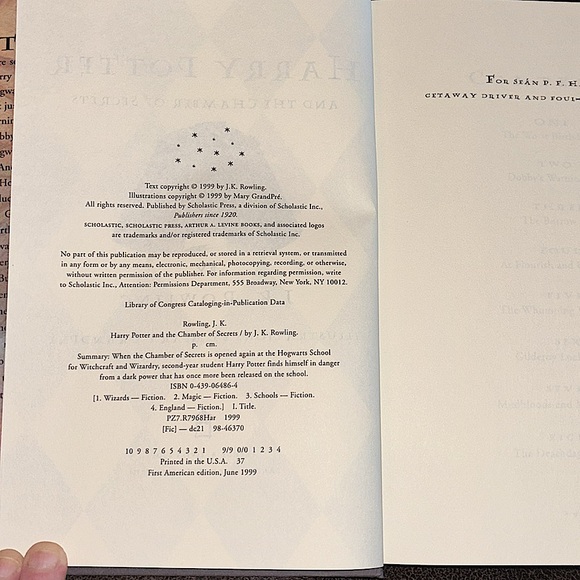 Text copyright © 1999 by J.K. Rowling.
Illustrations copyright © 1999 by Mary GrandPré.
All rights reserved. Published by Scholastic Press, a division of Scholastic Inc.,
Publishers since 1920.
SCHOLASTIC, SCHOLASTIC PRESS, ARTHUR A. LEVINE BOOKS, and associated logos
are trademarks and/or registered trademarks of Scholastic Inc.
No part of this publication may be reproduced, or stored in a retrieval system, or transmitted
in any form or by any means, electronic, mechanical, photocopying, recording, or otherwise,
without written permission of the publisher. For information regarding permission, write
to Scholastic Inc., Attention: Permissions Department, 555 Broadway, New York, NY 10012.
Library of Congress Cataloging-in-Publication Data
Rowling, J. K.
Harry Potter and the Chamber of Secrets / by J. K. Rowling.
p. cm.
Summary: When the Chamber of Secrets is opened again at the Hogwarts School
for Witchcraft and Wizardry, second-year student Harry Potter finds himself in danger
from a dark power that has once more been released on the school.
ISBN 0-439-06486-4
[1. Wizards — Fiction. 2. Magic — Fiction. 3. Schools — Fiction.
4. England — Fiction.] I. Title.
PZ7.R7968Har 1999
[Fic] — dc21 98-46370
10 9 8 7 6 5 4 3 2 1 9/9 0/0 1 2 3 4
Printed in the U.S.A. 37
First American edition, June 1999
FOR SEÁN P. F. H
GETAWAY DRIVER AND FOUL-